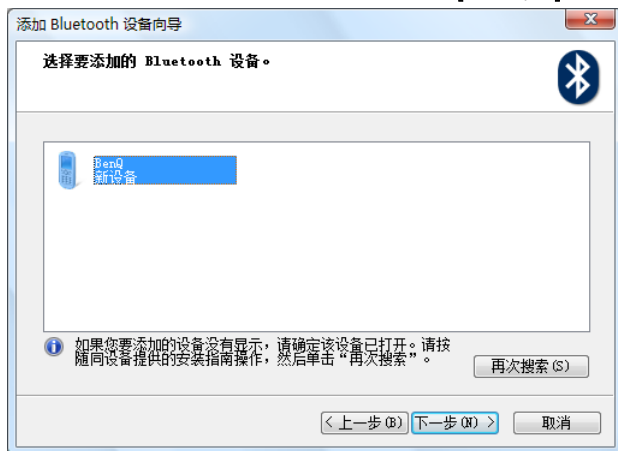 添加 Bluetooth 设备向导
选择要添加的 Bluetooth 设备。
BenQ
新设备
如果您要添加的设备没有显示，请确定该设备已打开。请按
随同设备提供的安装指南操作，然后单击“再次搜索”。
再次搜索(S)
< 上一步(B) 下一步(N) > 取消